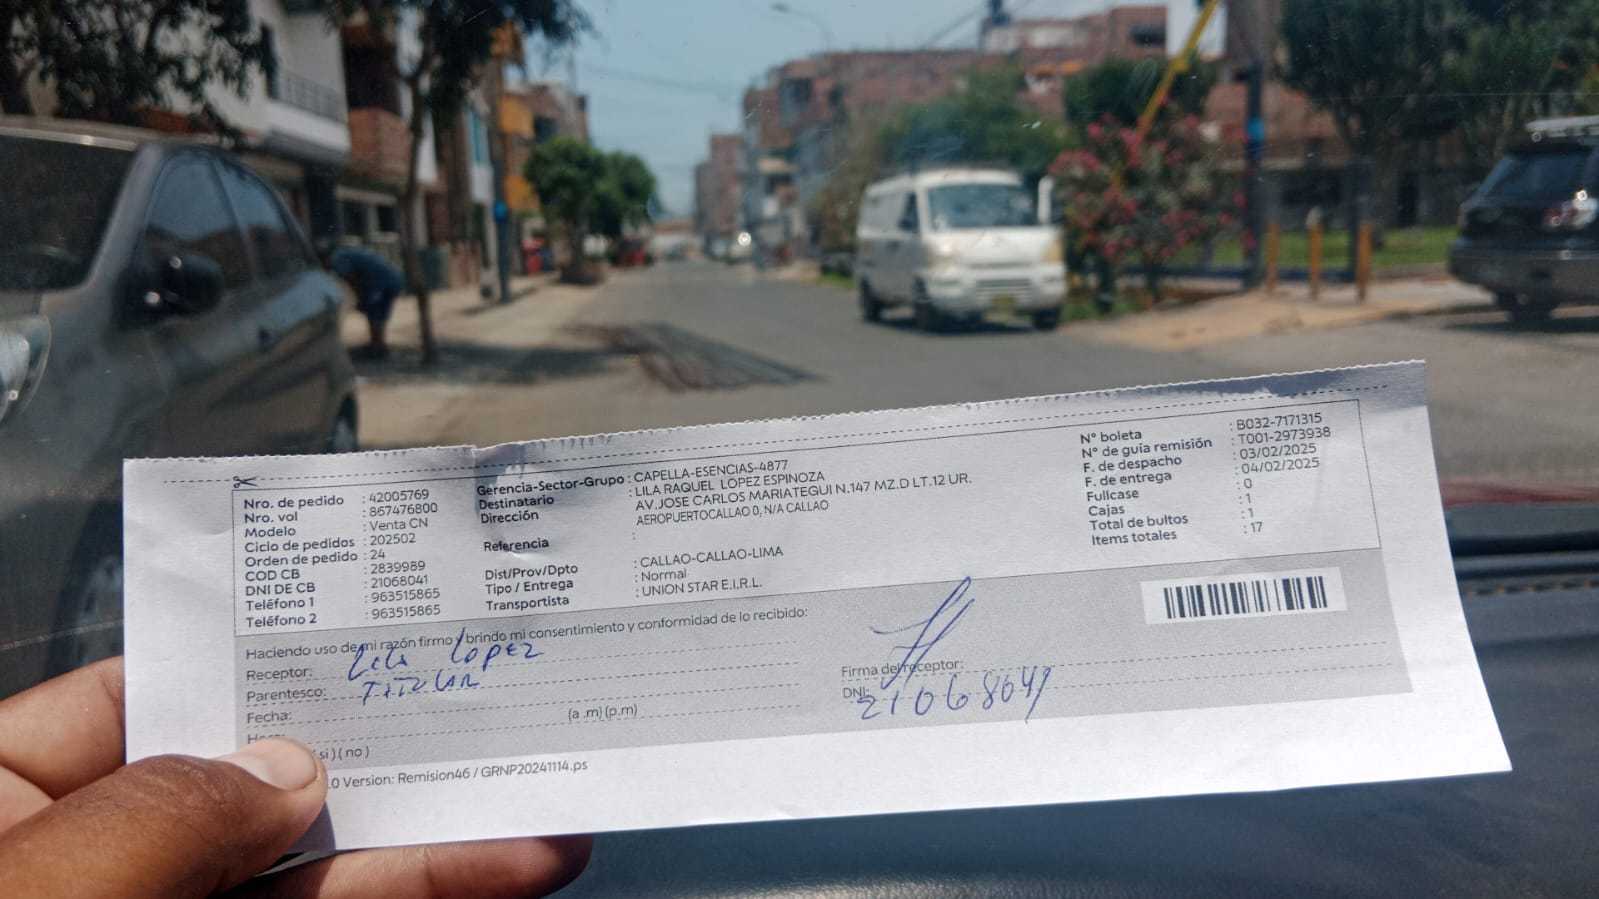 Nro. de pedido : 42005769
Nro. vol : 867476800
Modelo : Venta CN
Ciclo de pedidos : 202502
Orden de pedido : 24
COD CB : 2839989
DNI DE CB : 21068041
Teléfono 1 : 963515865
Teléfono 2 : 963515865
Gerencia-Sector-Grupo : CAPELLA-ESENCIAS-4877
Destinatario : LILA RAQUEL LOPEZ ESPINOZA
Dirección : AV.JOSE CARLOS MARIATEGUI N.147 MZ.D LT.12 UR.
AEROPUERTOCALLAO 0, N/A CALLAO
Referencia :
Dist/Prov/Dpto : CALLAO-CALLAO-LIMA
Tipo / Entrega : Normal
Transportista : UNION STAR E.I.R.L.
N° boleta : B032-7171315
N° de guía remisión : T001-2973938
F. de despacho : 03/02/2025
F. de entrega : 04/02/2025
Fullcase : 0
Cajas : 1
Total de bultos : 1
Items totales : 17
Haciendo uso de mi razón firmo y brindo mi consentimiento y conformidad de lo recibido:
Receptor: Lila Lopez
Parentesco: TITULAR
Fecha:
(a .m) (p.m)
( si ) ( no )
.0 Version: Remision46 / GRNP20241114.ps
Firma del receptor:
DNI: 21068041